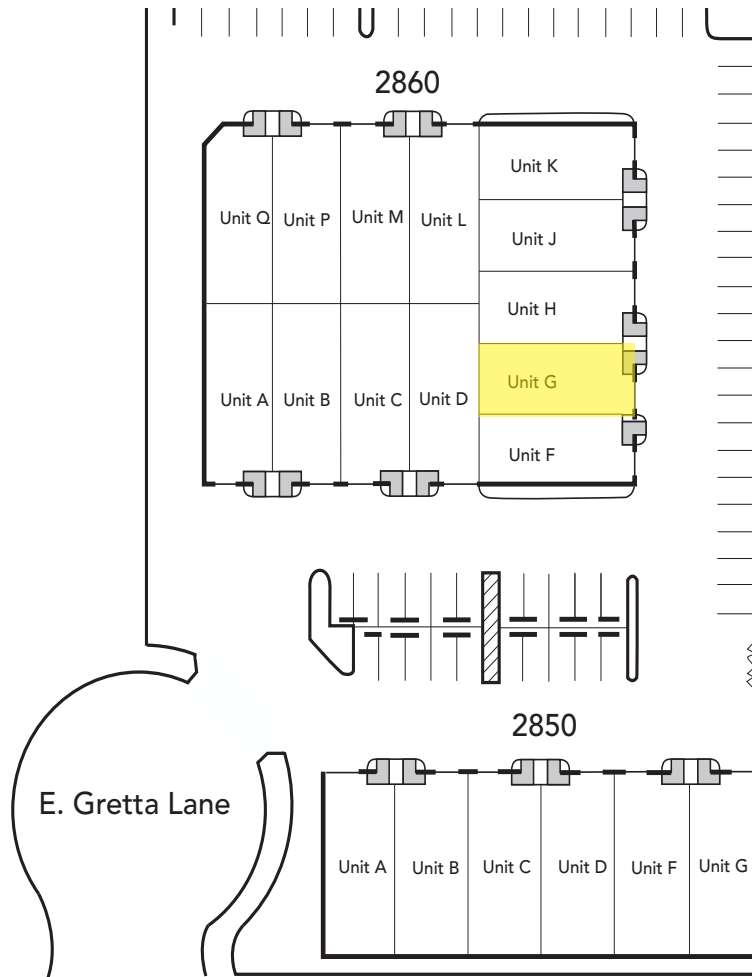 2860
Unit K
Unit Q
Unit P
Unit M
Unit L
Unit J
Unit H
Unit G
Unit A
Unit B
Unit C
Unit D
Unit F
2850
E. Gretta Lane
Unit A
Unit B
Unit C
Unit D
Unit F
Unit G